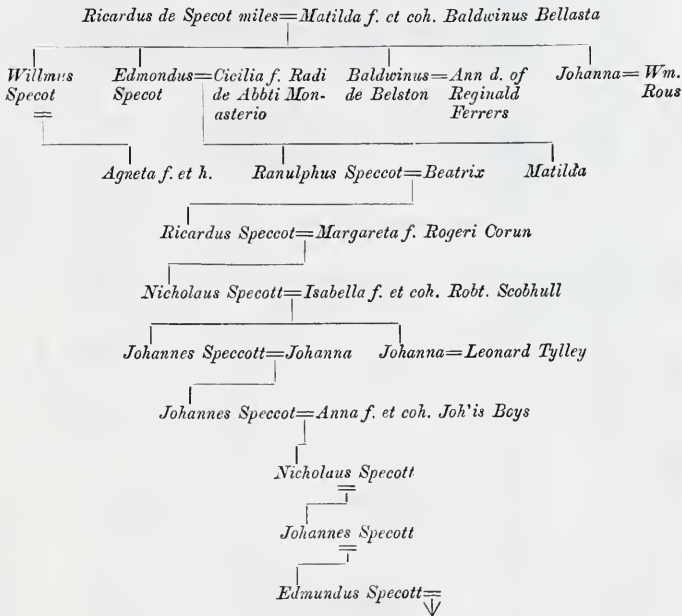 Ricardus de Specot miles=Matilda f. et coh. Baldwinus Bellasta
Willmus Edmondus=Cicilia f. Radi Baldwinus=Ann d. of Johanna=Wm.
Specot Specot de Abbti Mon- de Belston Reginald Rous
asterio Ferrers
Agneta f. et h. Ranulphus Speccot=Beatrix Matilda
Ricardus Speccot=Margareta f. Rogeri Corun
Nicholaus Specott=Isabella f. et coh. Robt. Scobhull
Johannes Speccott=Johanna Johanna=Leonard Tylley
Johannes Speccot=Anna f. et coh. Joh'is Boys
Nicholaus Specott
Johannes Specott
Edmundus Specott=